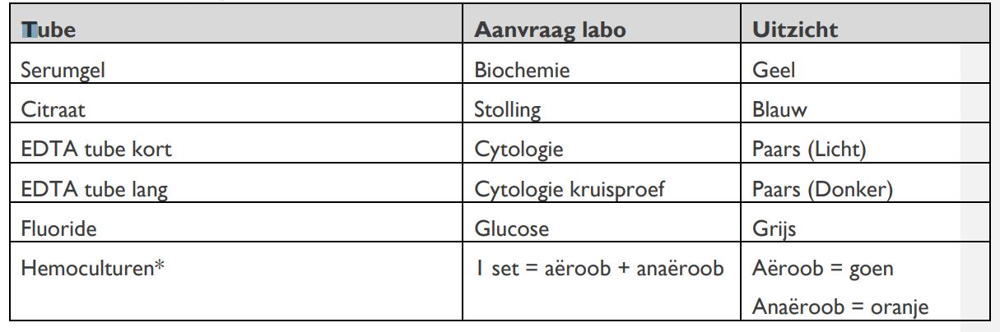 Tube Aanvraag labo Uitzicht
Serumgel Biochemie Geel
Citraat Stolling Blauw
EDTA tube kort Cytologie Paars (Licht)
EDTA tube lang Cytologie kruisproef Paars (Donker)
Fluoride Glucose Grijs
Hemoculturen* 1 set = aëroob + anaëroob Aëroob = goen
Anaëroob = oranje